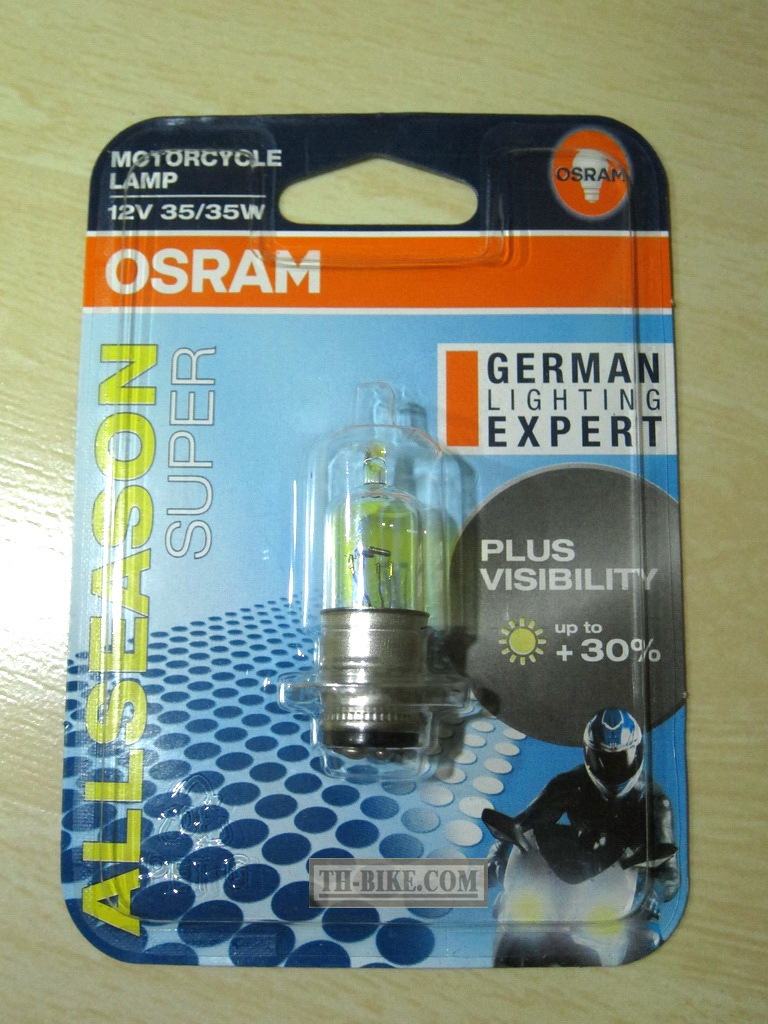 MOTORCYCLE
LAMP
12V 35/35W
OSRAM
OSRAM
ALLSEASON
SUPER
GERMAN
LIGHTING
EXPERT
PLUS
VISIBILITY
up to
+30%
TH-BIKE.COM